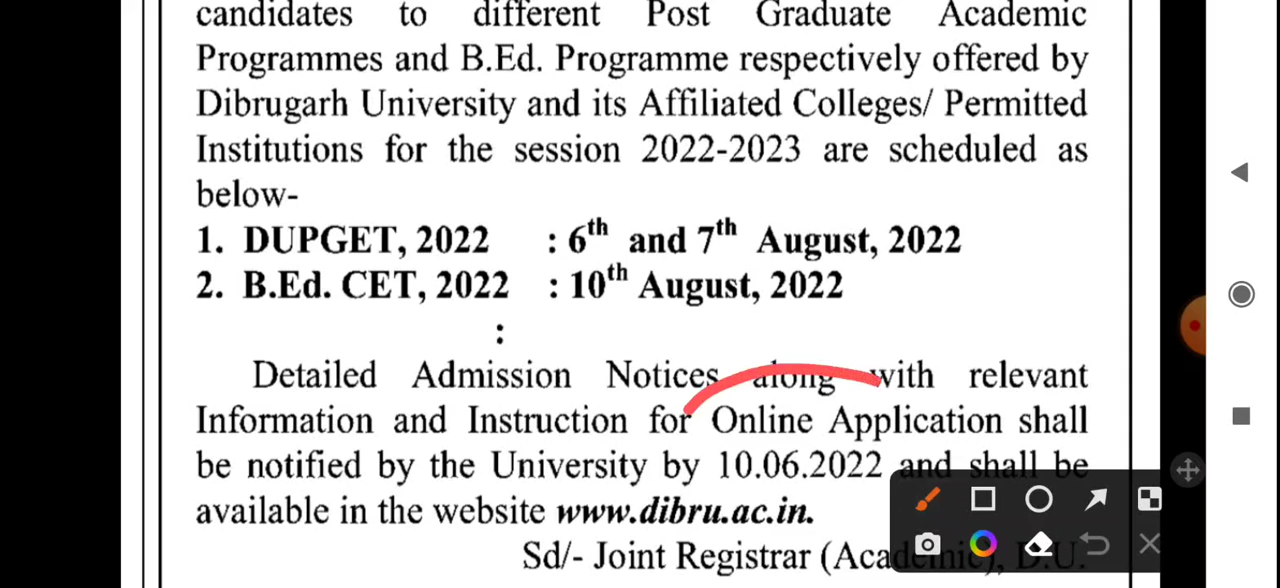 candidates to different Post Graduate Academic
Programmes and B.Ed. Programme respectively offered by
Dibrugarh University and its Affiliated Colleges/ Permitted
Institutions for the session 2022-2023 are scheduled as
below-
1. DUPGET, 2022 : 6th and 7th August, 2022
2. B.Ed. CET, 2022 : 10th August, 2022
:
Detailed Admission Notices along with relevant
Information and Instruction for Online Application shall
be notified by the University by 10.06.2022 and shall be
available in the website www.dibru.ac.in.
Sd/- Joint Registrar (Academic), D.U.